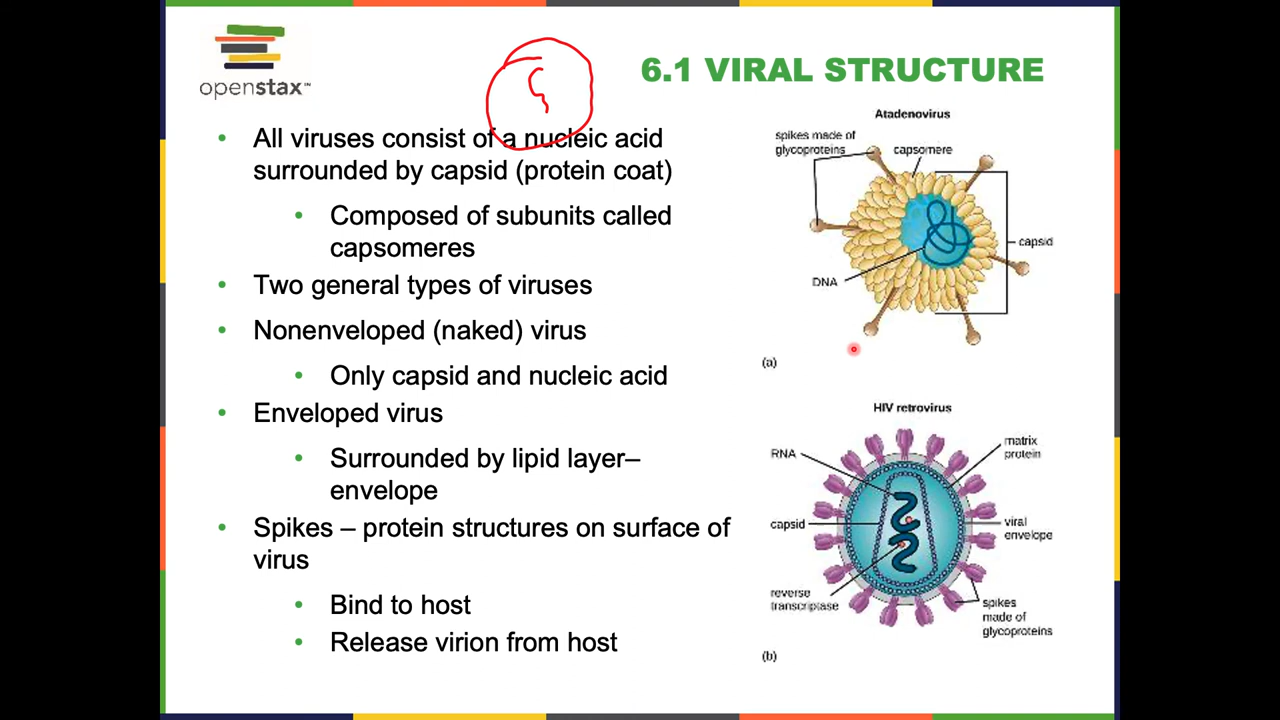 openstax™
6.1 VIRAL STRUCTURE
All viruses consist of a nucleic acid
surrounded by capsid (protein coat)
Composed of subunits called
capsomeres
Two general types of viruses
Nonenveloped (naked) virus
Only capsid and nucleic acid
Enveloped virus
Surrounded by lipid layer–
envelope
Spikes – protein structures on surface of
virus
Bind to host
Release virion from host
Atadenovirus
spikes made of
glycoproteins
capsomere
capsid
DNA
(a)
HIV retrovirus
RNA
matrix
protein
capsid
viral
envelope
reverse
transcriptase
spikes
made of
glycoproteins
(b)